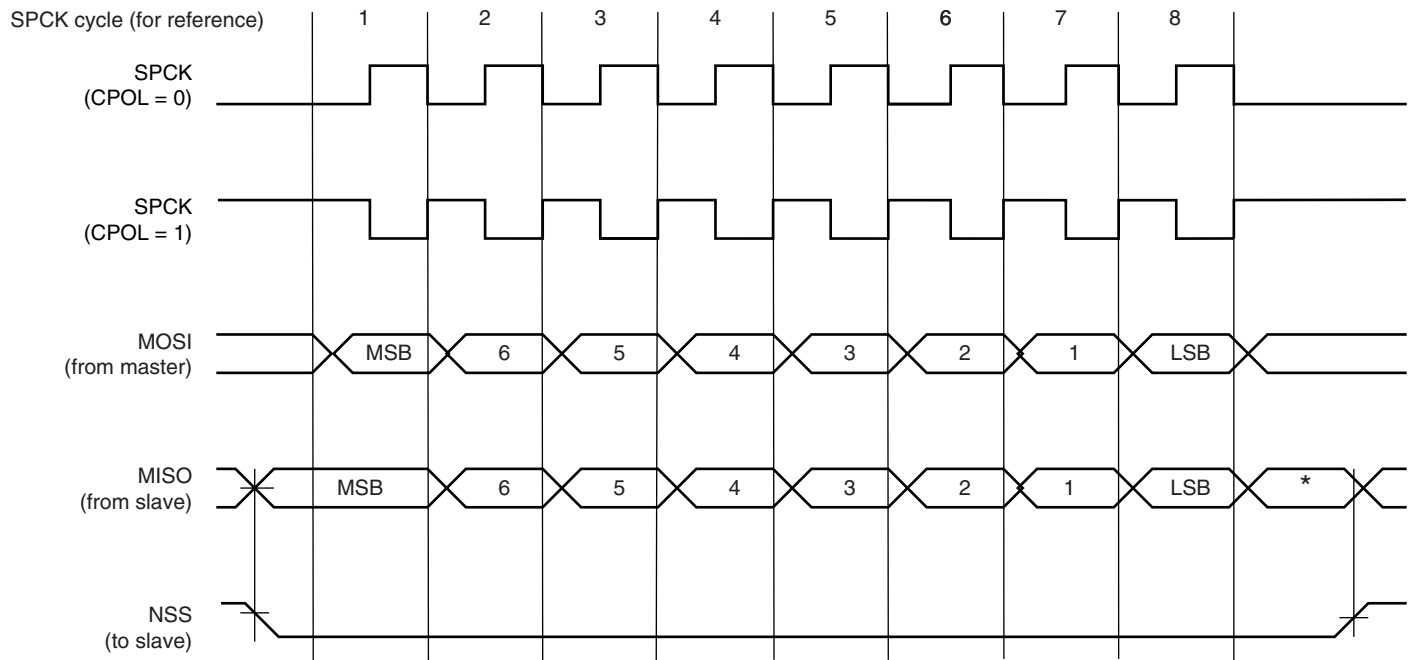 SPCK cycle (for reference) 1 2 3 4 5 6 7 8
SPCK
(CPOL = 0)
SPCK
(CPOL = 1)
MOSI
(from master)
MSB 6 5 4 3 2 1 LSB
MISO
(from slave)
MSB 6 5 4 3 2 1 LSB *
NSS
(to slave)